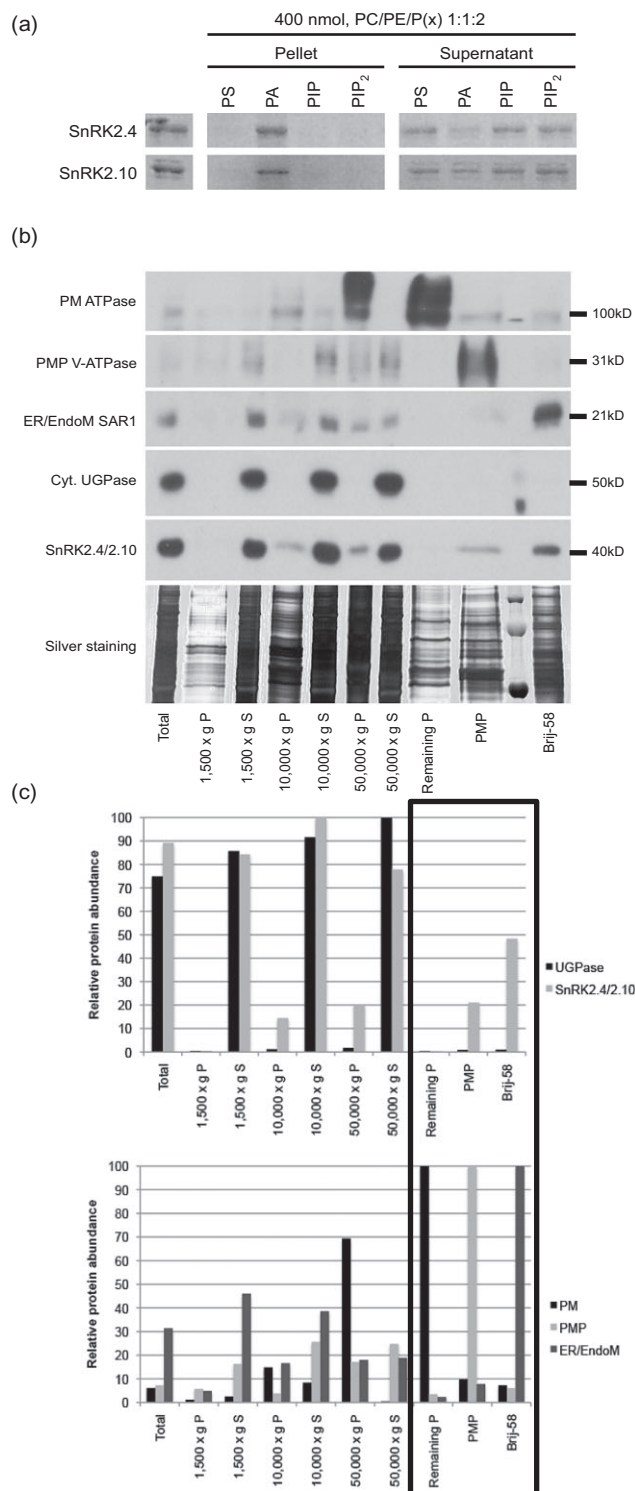 (a)
400 nmol, PC/PE/P(x) 1:1:2
Pellet Supernatant
PS PA PIP PIP2 PS PA PIP PIP2
SnRK2.4
SnRK2.10
(b)
PM ATPase 100kD
PMP V-ATPase 31kD
ER/EndoM SAR1 21kD
Cyt. UGPase 50kD
SnRK2.4/2.10 40kD
Silver staining
Total 1,500 x g P 1,500 x g S 10,000 x g P 10,000 x g S 50,000 x g P 50,000 x g S Remaining P PMP Brij-58
(c)
100
90
80
70
60
50
40
30
20
10
0
Relative protein abundance
UGPase
SnRK2.4/2.10
Total 1,500 x g P 1,500 x g S 10,000 x g P 10,000 x g S 50,000 x g P 50,000 x g S Remaining P PMP Brij-58
100
90
80
70
60
50
40
30
20
10
0
Relative protein abundance
PM
PMP
ER/EndoM
Total 1,500 x g P 1,500 x g S 10,000 x g P 10,000 x g S 50,000 x g P 50,000 x g S Remaining P PMP Brij-58